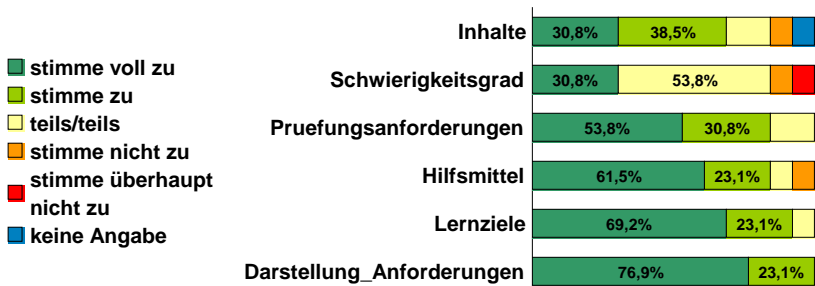 stimme voll zu
stimme zu
teils/teils
stimme nicht zu
stimme überhaupt
nicht zu
keine Angabe
Inhalte
30,8%
38,5%
Schwierigkeitsgrad
30,8%
53,8%
Pruefungsanforderungen
53,8%
30,8%
Hilfsmittel
61,5%
23,1%
Lernziele
69,2%
23,1%
Darstellung_Anforderungen
76,9%
23,1%